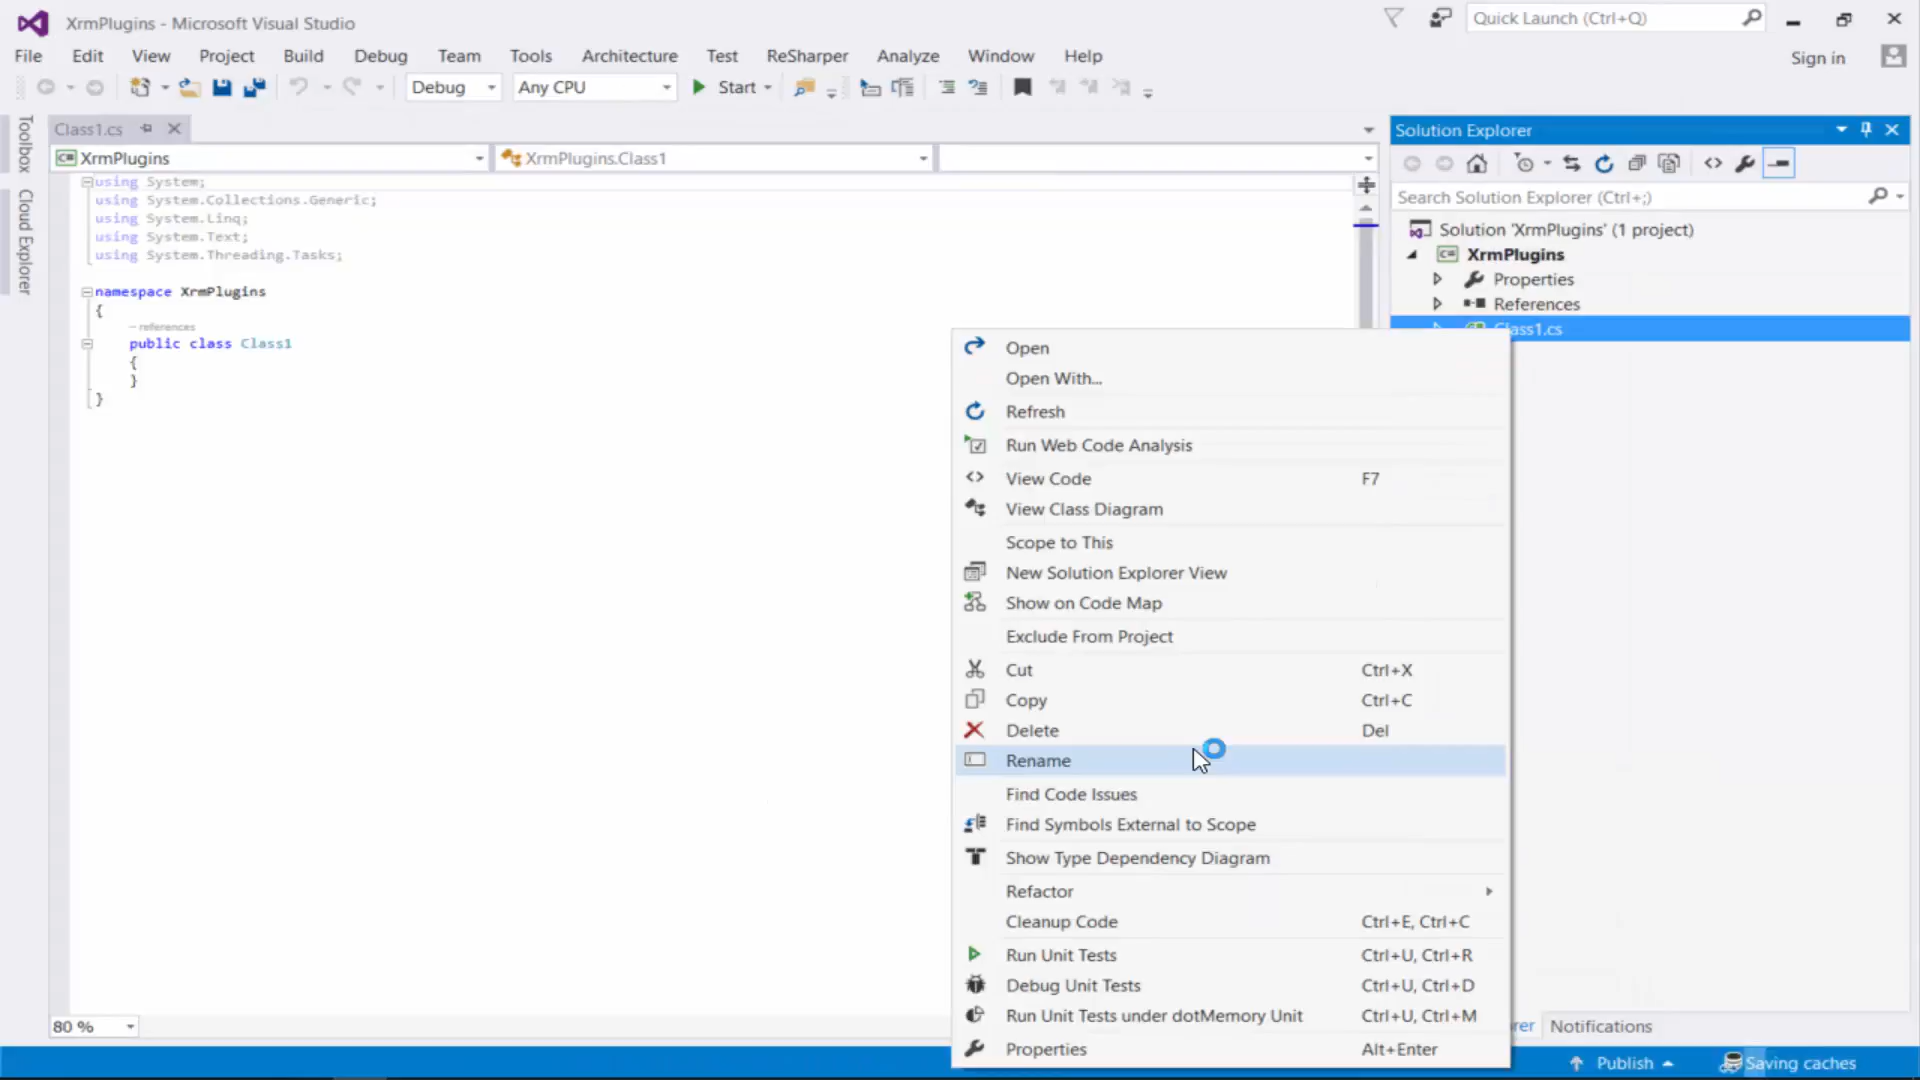 XrmPlugins - Microsoft Visual Studio
Quick Launch (Ctrl+Q)
File Edit View Project Build Debug Team Tools Architecture Test ReSharper Analyze Window Help
Sign in
Debug Any CPU Start
Toolbox
Cloud Explorer
Class1.cs
XrmPlugins XrmPlugins.Class1
using System;
using System.Collections.Generic;
using System.Linq;
using System.Text;
using System.Threading.Tasks;
namespace XrmPlugins
{
– references
public class Class1
{
}
}
80 %
Solution Explorer
Search Solution Explorer (Ctrl+;)
Solution 'XrmPlugins' (1 project)
C# XrmPlugins
Properties
References
Class1.cs
Open
Open With...
Refresh
Run Web Code Analysis
View Code F7
View Class Diagram
Scope to This
New Solution Explorer View
Show on Code Map
Exclude From Project
Cut Ctrl+X
Copy Ctrl+C
Delete Del
Rename
Find Code Issues
Find Symbols External to Scope
Show Type Dependency Diagram
Refactor
Cleanup Code Ctrl+E, Ctrl+C
Run Unit Tests Ctrl+U, Ctrl+R
Debug Unit Tests Ctrl+U, Ctrl+D
Run Unit Tests under dotMemory Unit Ctrl+U, Ctrl+M
Properties Alt+Enter
rer Notifications
Publish Saving caches